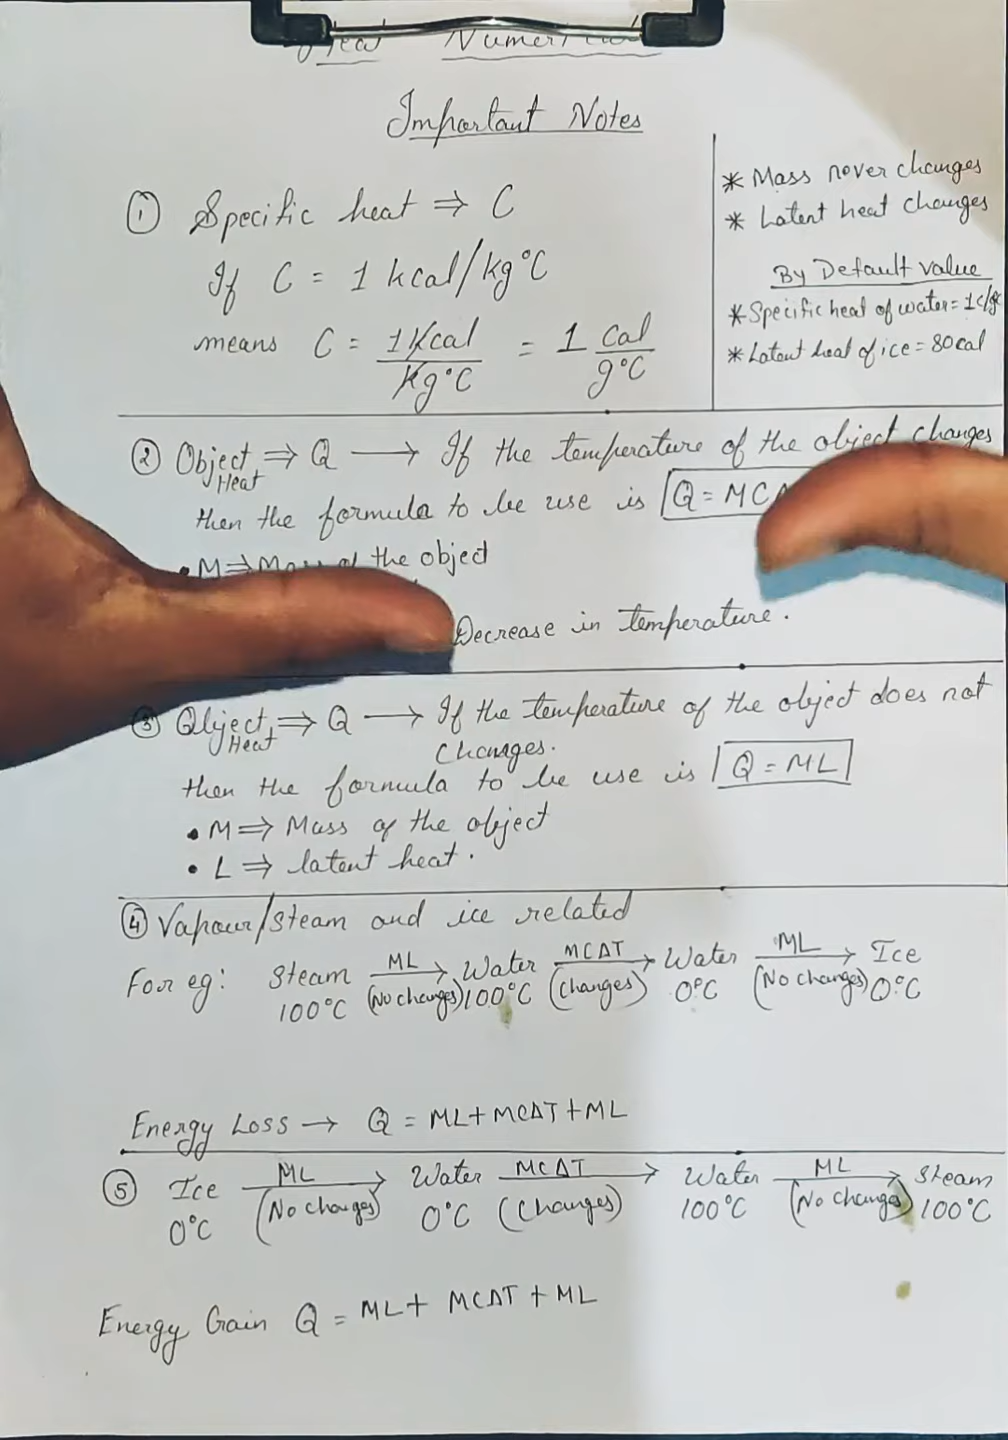 Important Notes
① Specific heat ⇒ C
If C = 1 kcal/kg°C
means C = 1Kcal/Kg°C = 1 Cal/g°C
* Mass never changes
* Latent heat changes
By Default value
* Specific heat of water = 1c/g
* Latent heat of ice = 80cal
② Object Heat ⇒ Q → If the temperature of the object changes
then the formula to be use is Q = MC
• M ⇒ the object
Decrease in temperature.
③ Object Heat ⇒ Q → If the temperature of the object does not
Changes.
then the formula to be use is Q = ML
• M ⇒ Mass of the object
• L ⇒ latent heat.
④ Vapour/Steam and ice related
For eg: Steam ML→ Water MCΔT→ Water ML→ Ice
100°C (No changes) 100°C (Changes) 0°C (No changes) 0°C
Energy Loss → Q = ML+MCΔT+ML
⑤ Ice ML→ Water MCΔT→ Water ML→ Steam
0°C (No changes) 0°C (Changes) 100°C (No changes) 100°C
Energy Gain Q = ML+ MCΔT + ML